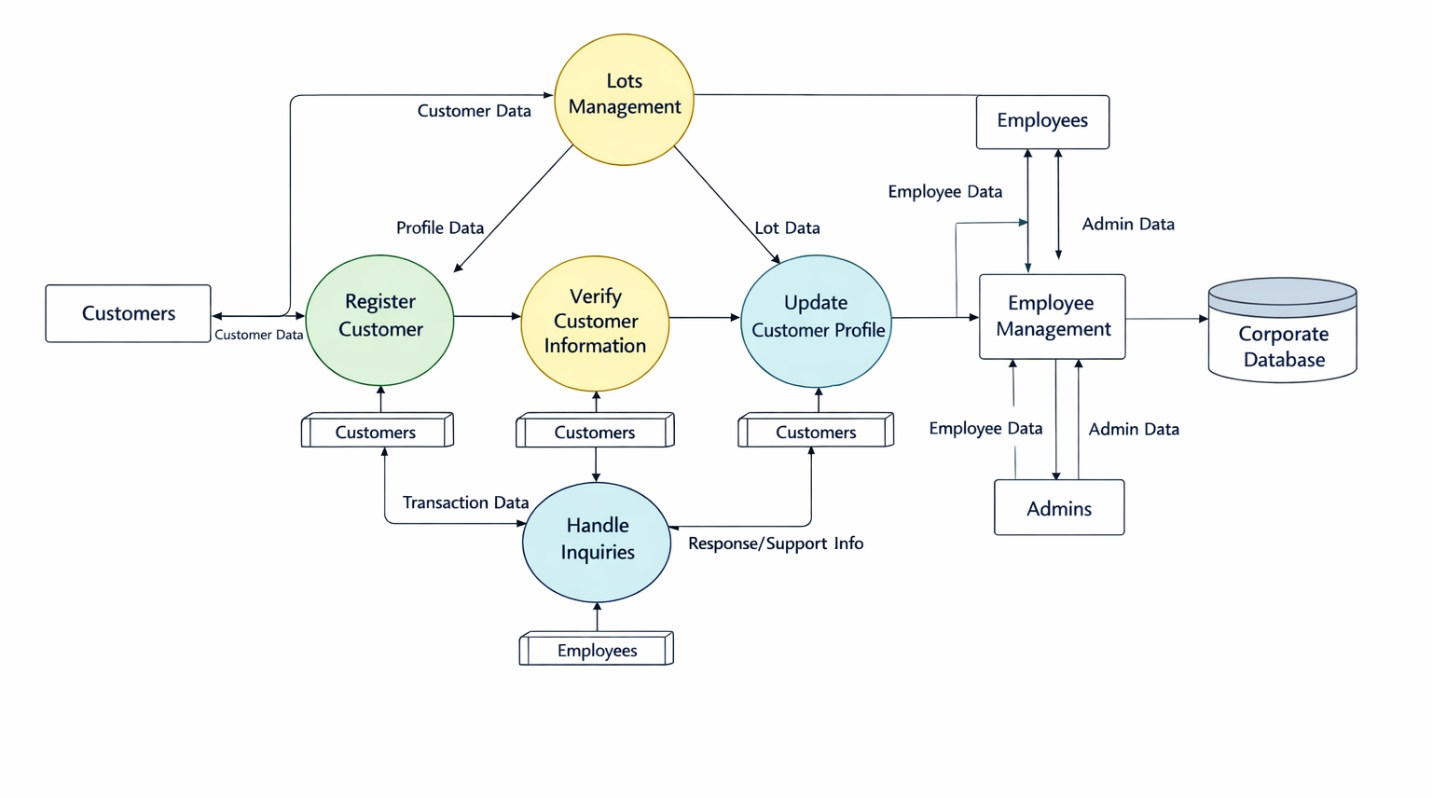 Lots
Management
Customer Data
Employees
Employee Data
Admin Data
Profile Data
Lot Data
Customers
Customer Data
Register
Customer
Verify
Customer
Information
Update
Customer Profile
Employee
Management
Corporate
Database
Customers
Customers
Customers
Employee Data
Admin Data
Transaction Data
Handle
Inquiries
Response/Support Info
Admins
Employees